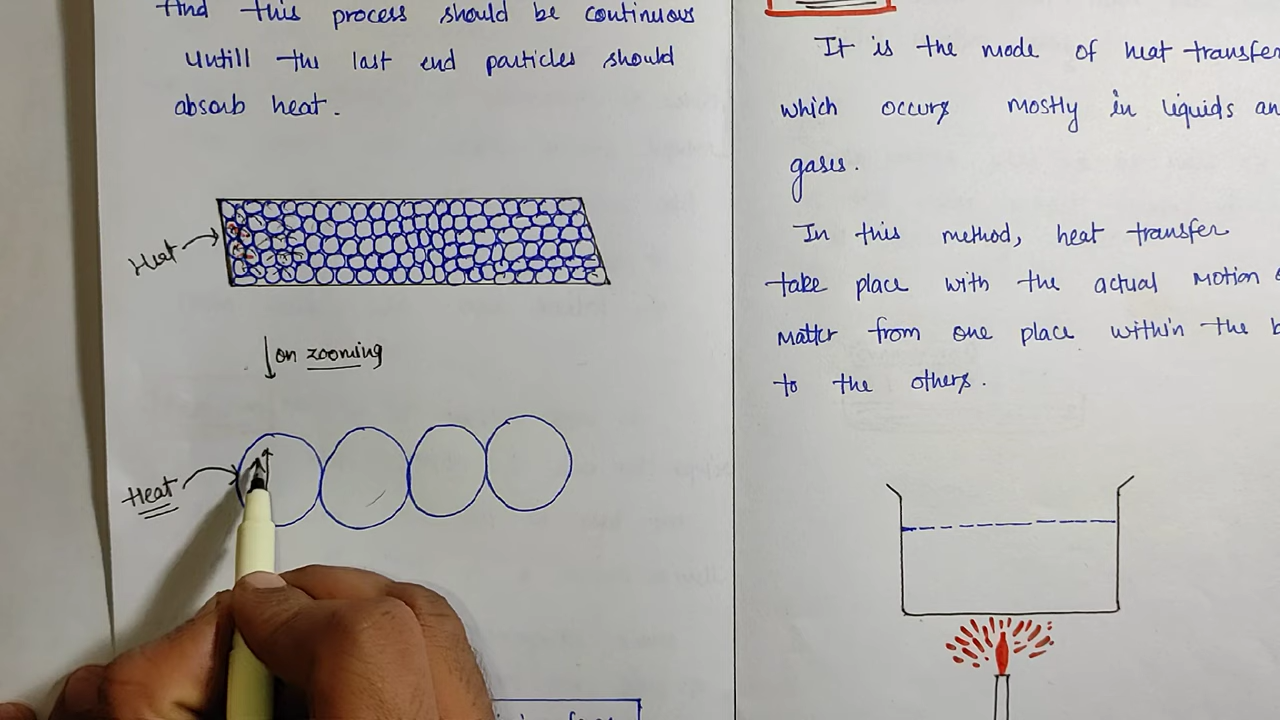 And this process should be continuous
Untill the last end particles should
absorb heat.
Heat
on zooming
Heat
It is the mode of heat transfer
which occurs mostly in liquids an
gases.
In this method, heat transfer
take place with the actual motion
matter from one place within the b
to the others.